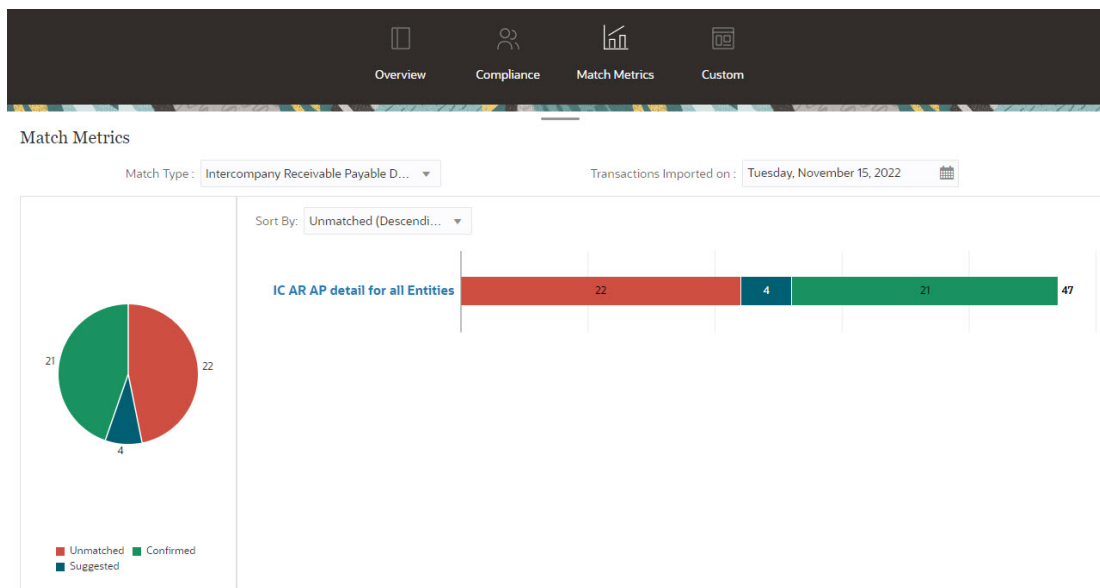 Overview Compliance Match Metrics Custom
Match Metrics
Match Type : Intercompany Receivable Payable D... Transactions Imported on : Tuesday, November 15, 2022
Sort By: Unmatched (Descendi...
IC AR AP detail for all Entities 22 4 21 47
21 22
4
Unmatched Confirmed
Suggested